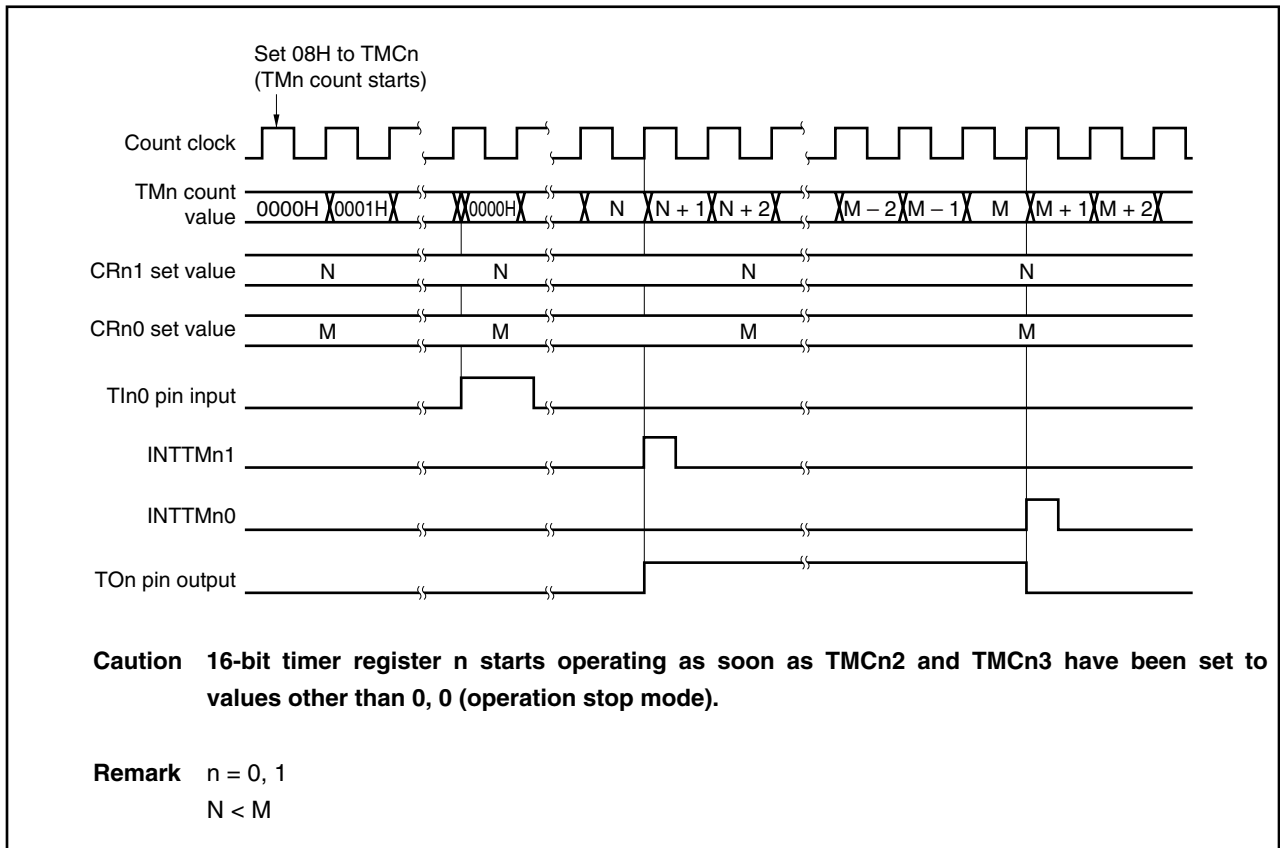 Set 08H to TMCn
(TMn count starts)
Count clock
TMn count
value
0000H 0001H 0000H N N + 1 N + 2 M – 2 M – 1 M M + 1 M + 2
CRn1 set value N N N N
CRn0 set value M M M M
TIn0 pin input
INTTMn1
INTTMn0
TOn pin output
Caution 16-bit timer register n starts operating as soon as TMCn2 and TMCn3 have been set to
values other than 0, 0 (operation stop mode).
Remark n = 0, 1
N < M